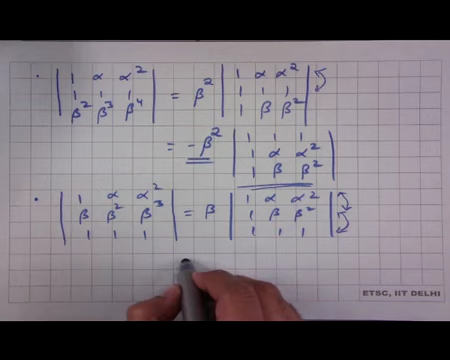 · | 1 α α² |
| 1 1 1 | = β² | 1 α α² |
| β² β³ β⁴ | | 1 1 1 |
| 1 β β² |
= -β² | 1 1 1 |
| 1 α α² |
| 1 β β² |
· | 1 α α² |
| β β² β³ | = β | 1 α α² |
| 1 1 1 | | 1 β β² |
| 1 1 1 |
ETSC, IIT DELHI